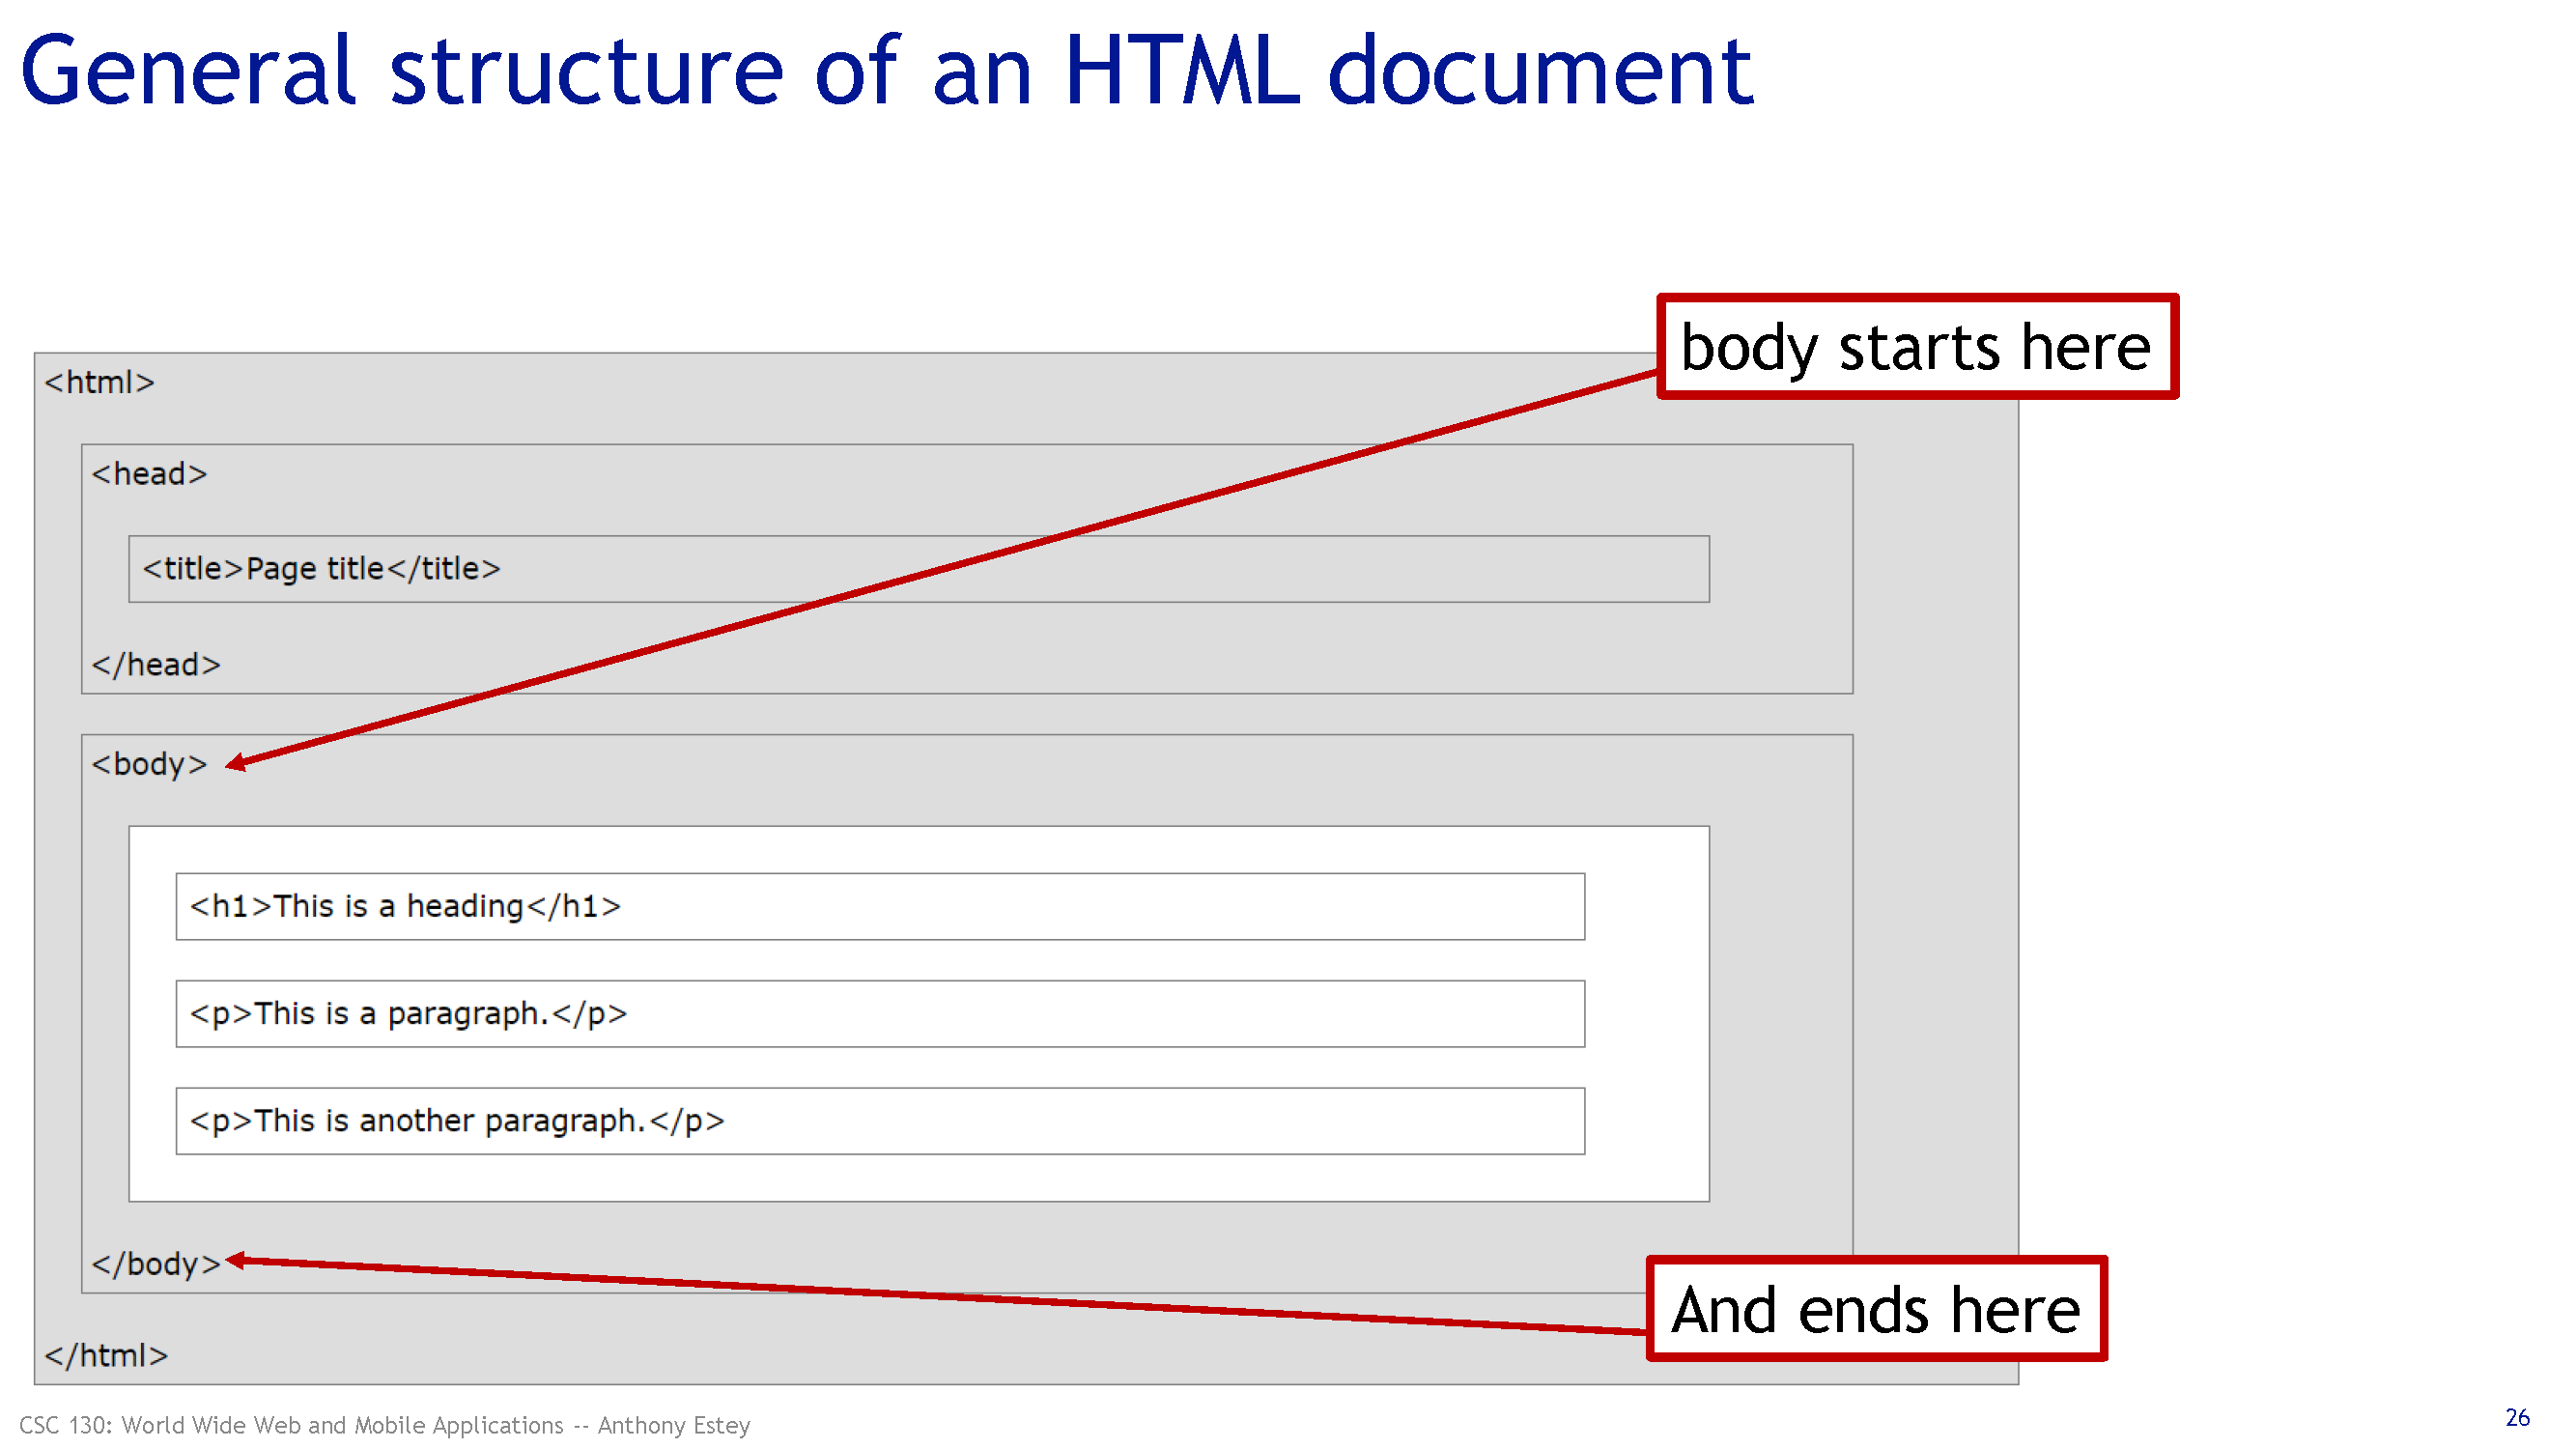 General structure of an HTML document
body starts here
<html>
<head>
<title>Page title</title>
</head>
<body>
<h1>This is a heading</h1>
<p>This is a paragraph.</p>
<p>This is another paragraph.</p>
</body>
And ends here
</html>
CSC 130: World Wide Web and Mobile Applications -- Anthony Estey
26